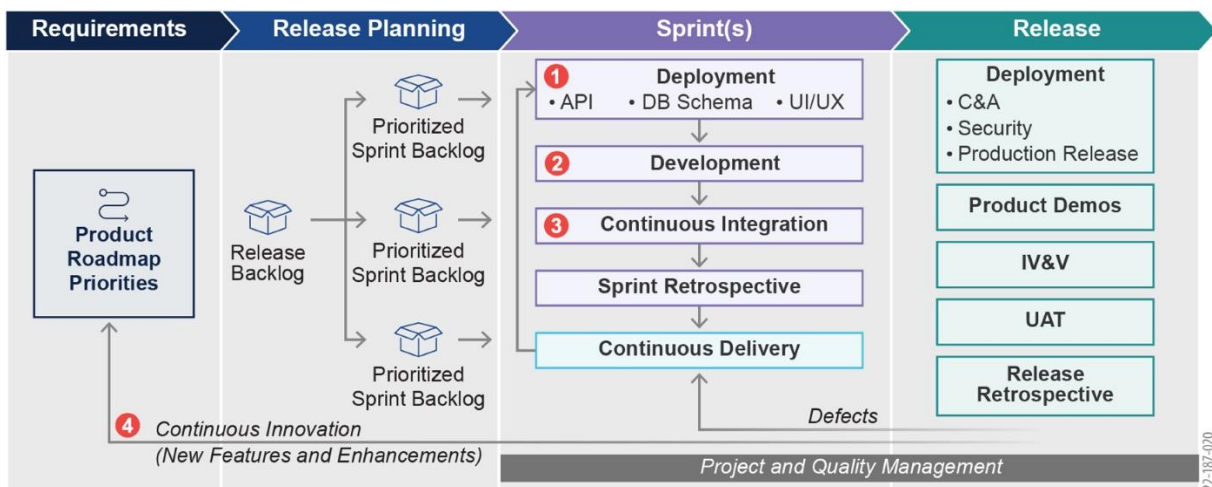 Requirements
Release Planning
Sprint(s)
Release
Product
Roadmap
Priorities
Release
Backlog
Prioritized
Sprint Backlog
Prioritized
Sprint Backlog
Prioritized
Sprint Backlog
1
Deployment
• API • DB Schema • UI/UX
2
Development
3
Continuous Integration
Sprint Retrospective
Continuous Delivery
Deployment
• C&A
• Security
• Production Release
Product Demos
IV&V
UAT
Release
Retrospective
Defects
4
Continuous Innovation
(New Features and Enhancements)
Project and Quality Management
22-187-020